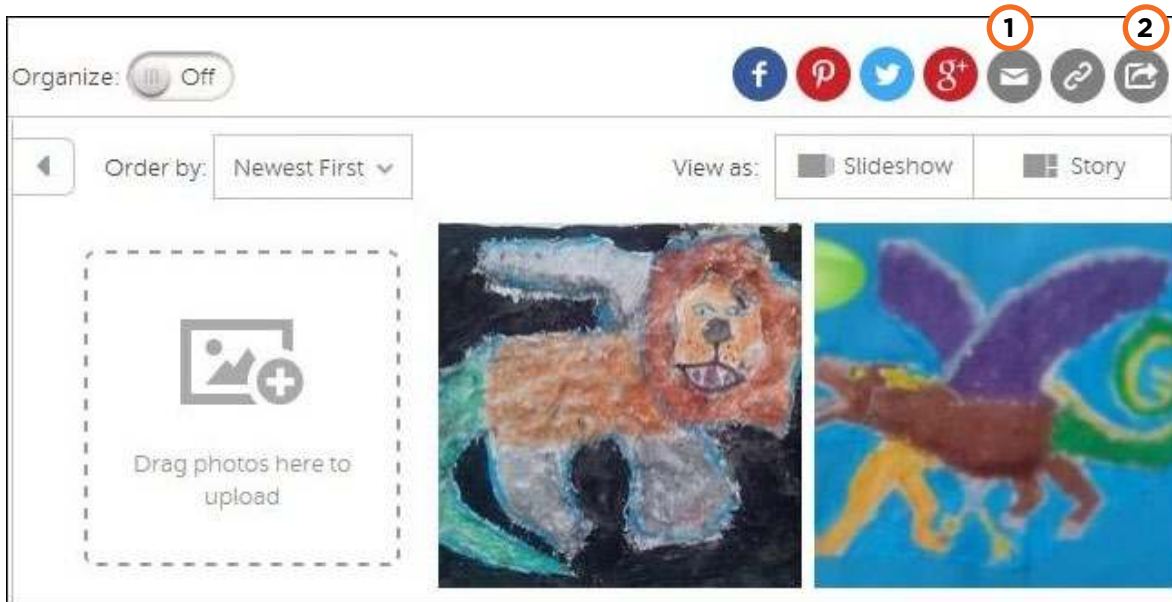 1 2
Organize: Off
f P g+
Order by: Newest First View as: Slideshow Story
Drag photos here to
upload